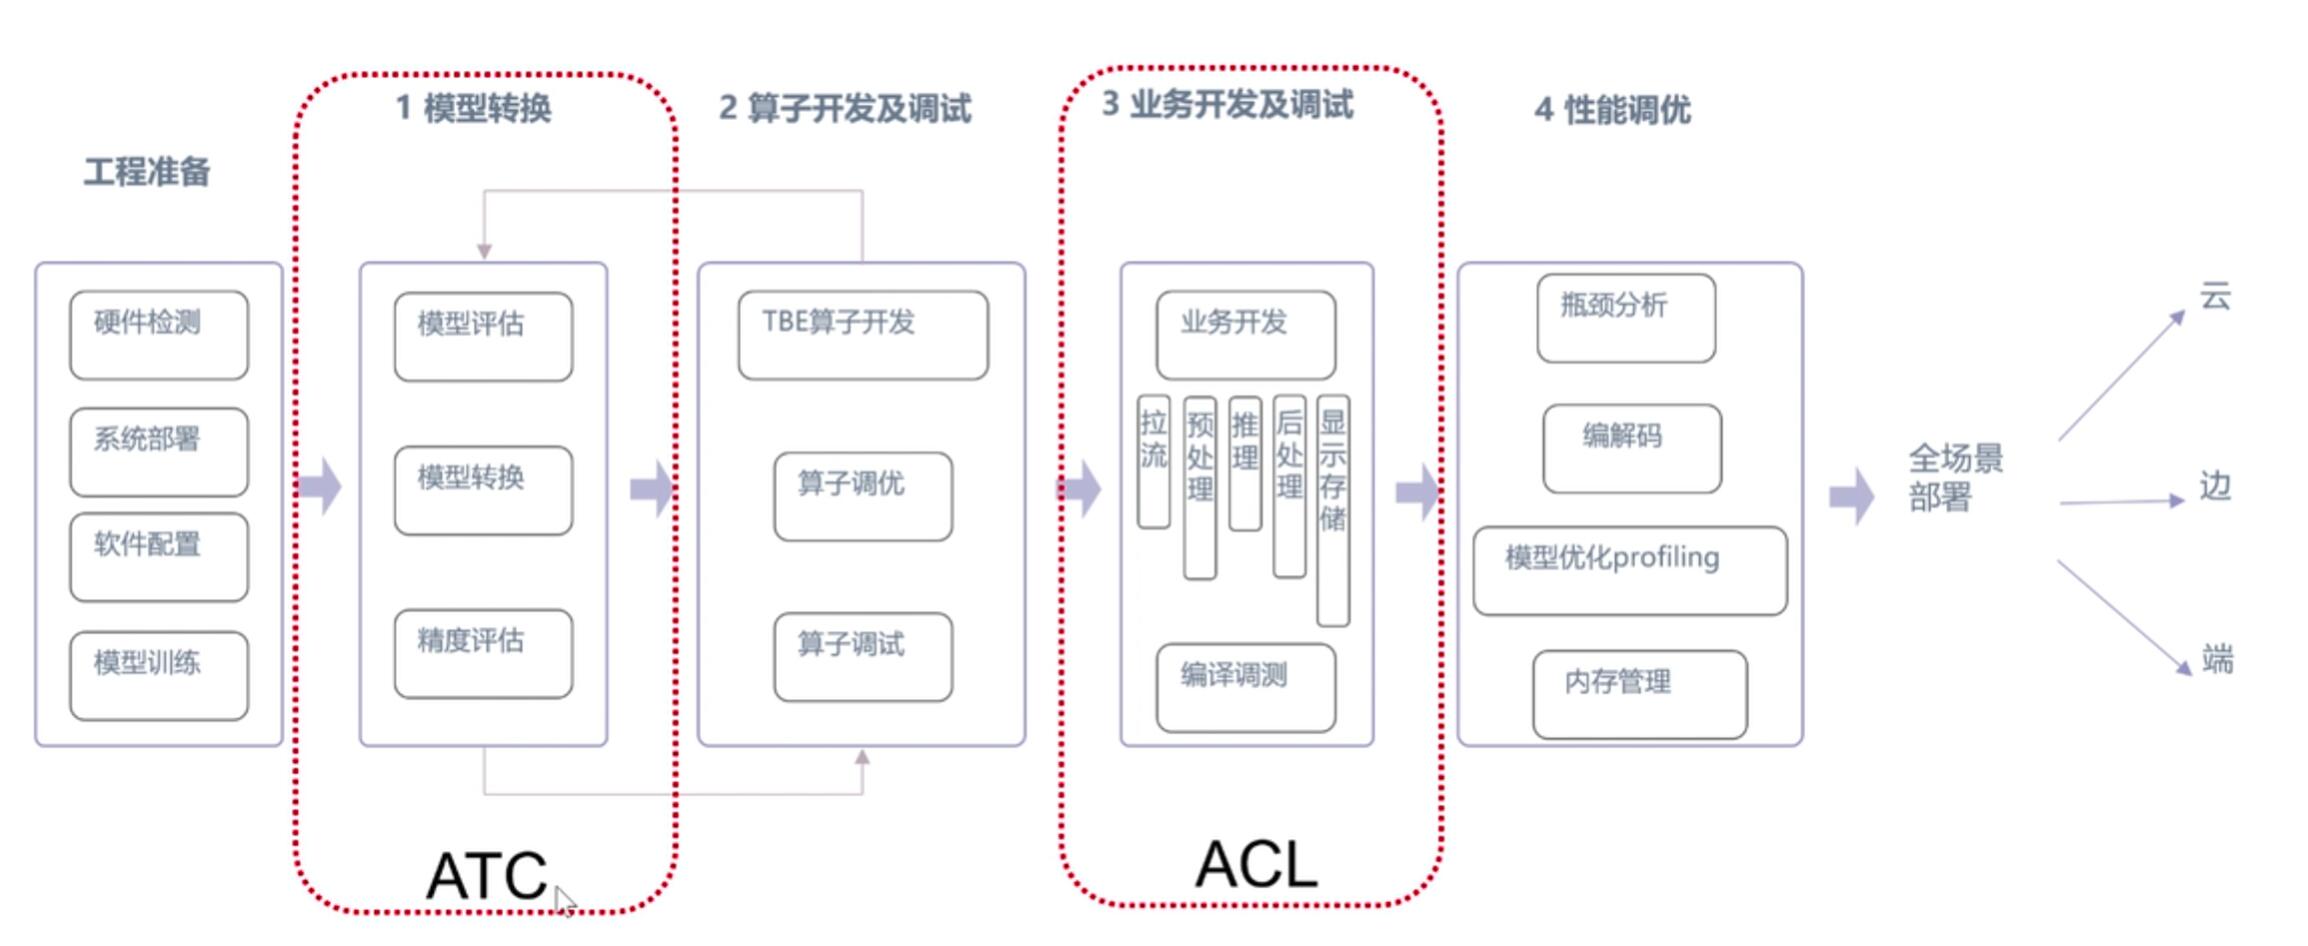 工程准备
硬件检测
系统部署
软件配置
模型训练
1 模型转换
模型评估
模型转换
精度评估
ATC
2 算子开发及调试
TBE算子开发
算子调优
算子调试
3 业务开发及调试
业务开发
拉流
预处理
推理
后处理
显示存储
编译调测
ACL
4 性能调优
瓶颈分析
编解码
模型优化profiling
内存管理
全场景
部署
云
边
端